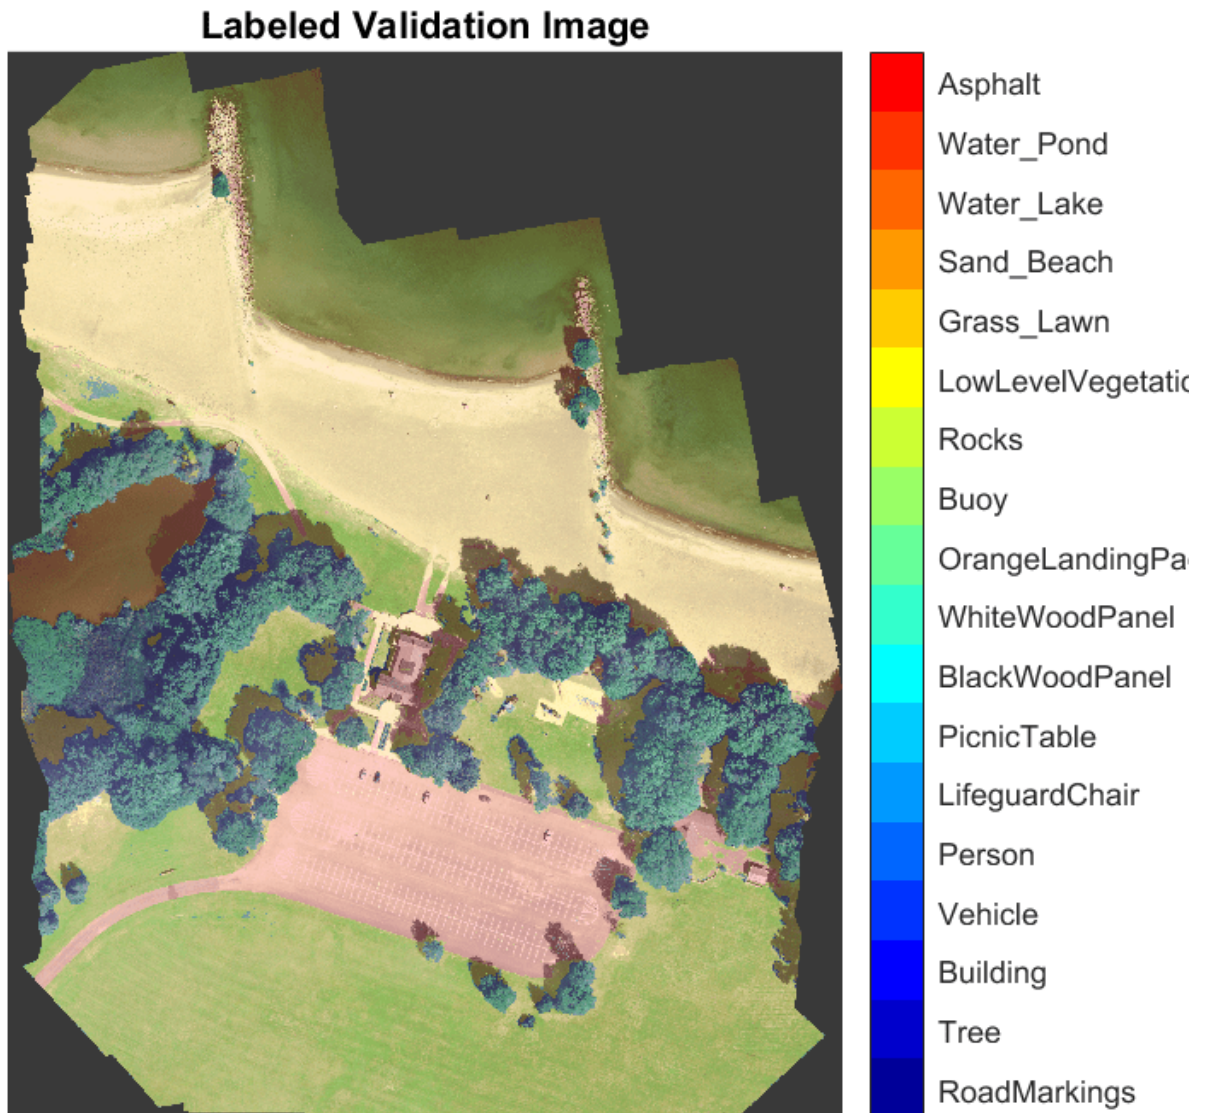 Labeled Validation Image
Asphalt
Water_Pond
Water_Lake
Sand_Beach
Grass_Lawn
LowLevelVegetatic
Rocks
Buoy
OrangeLandingPa
WhiteWoodPanel
BlackWoodPanel
PicnicTable
LifeguardChair
Person
Vehicle
Building
Tree
RoadMarkings